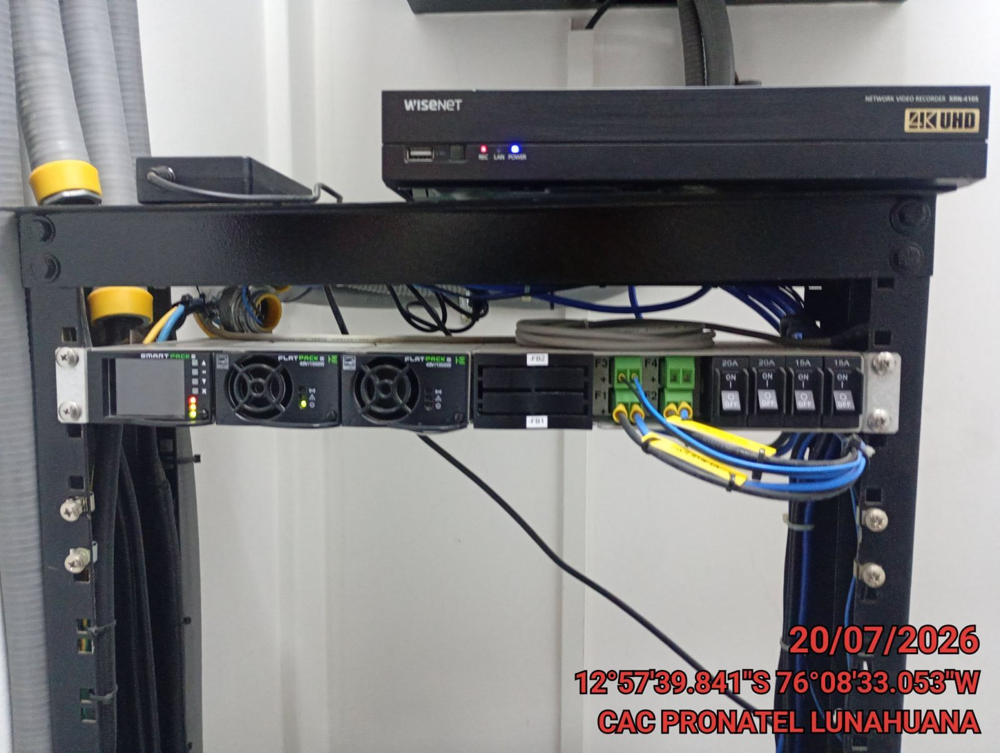 WISENET
NETWORK VIDEO RECORDER XRN-410S
4K UHD
REC LAN POWER
SMARTPACK S
FLATPACK S HE
48V/1000W
FLATPACK S HE
48V/1000W
-FB2
-FB1
F3 F4
+ +
F1 F2
+
20A 20A 15A 15A
ON ON ON ON
OFF OFF OFF OFF
20/07/2026
12°57'39.841"S 76°08'33.053"W
CAC PRONATEL LUNAHUANA